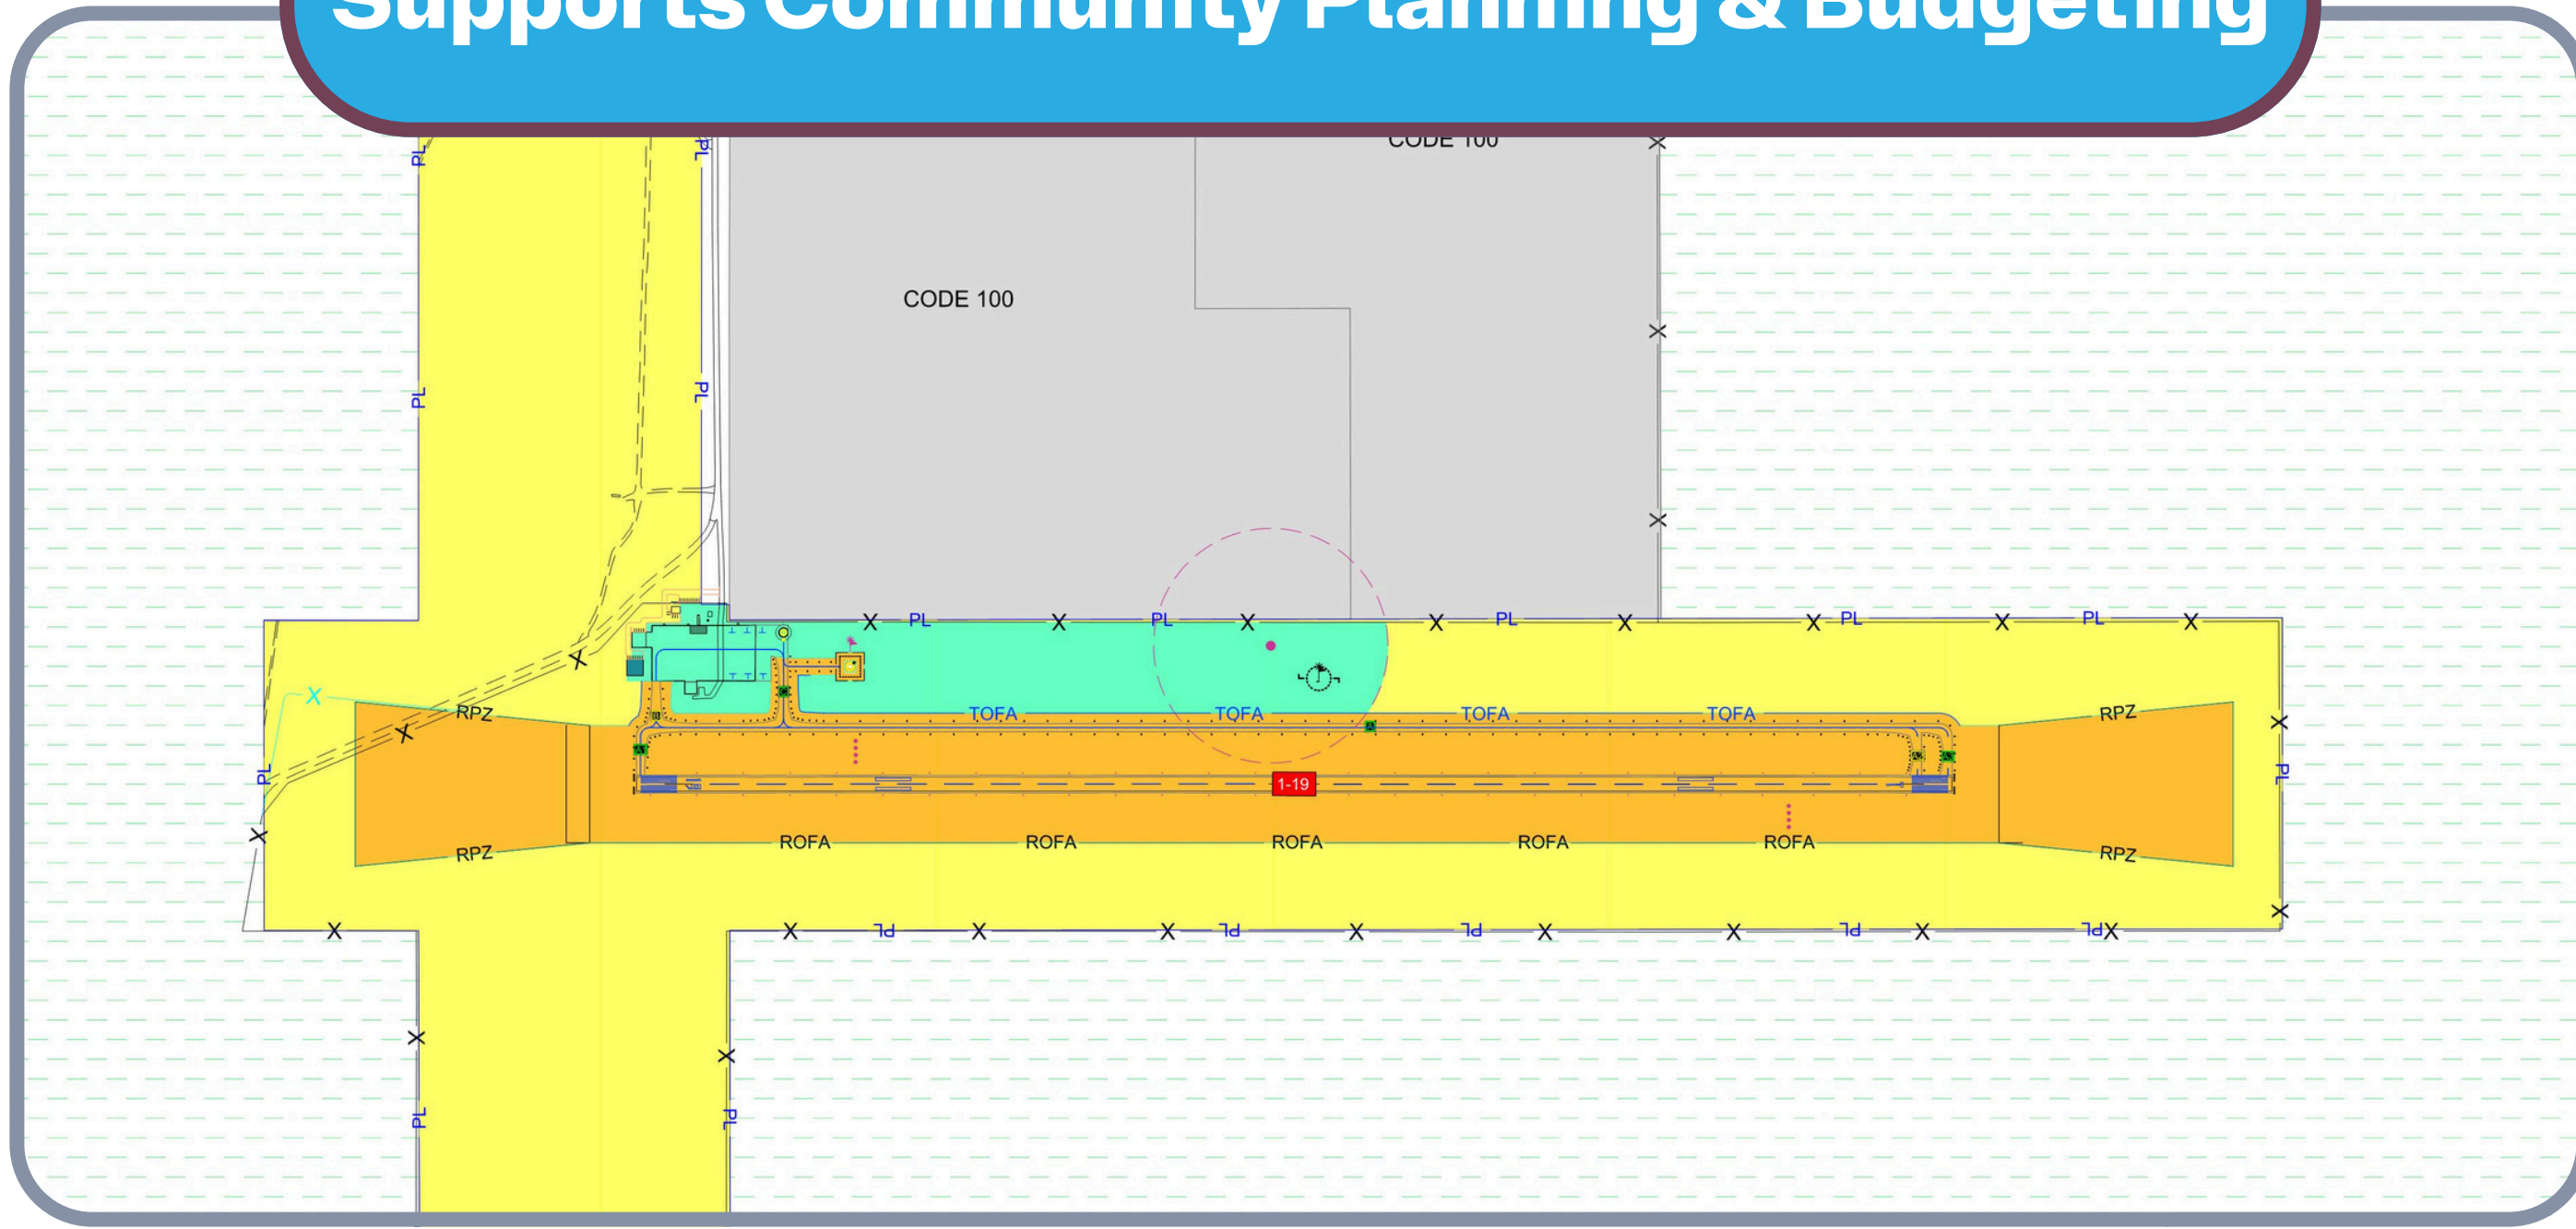 Supports Community Planning & Budgeting
CODE 100
PL PL
CODE 100
PL PL
X
X
X PL X PL X X PL X X PL X PL X
X
X
RPZ TOFA TOFA TOFA TOFA RPZ
X X
PL 1-19 PL
X
RPZ ROFA ROFA ROFA ROFA ROFA RPZ
X
X X PL X X PL X PL X X PL X PL X
X X
PL PL